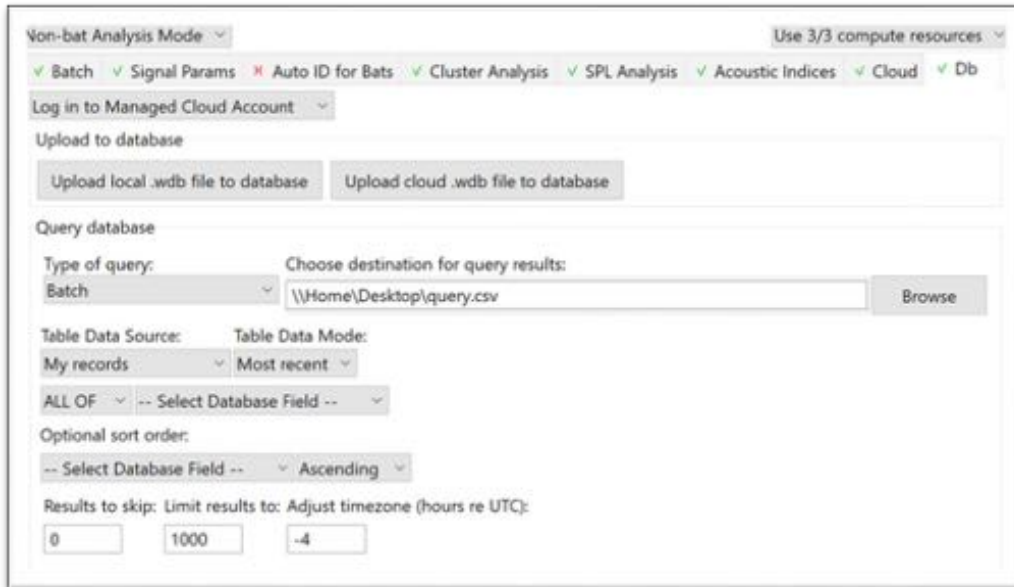 Non-bat Analysis Mode Use 3/3 compute resources
Batch Signal Params Auto ID for Bats Cluster Analysis SPL Analysis Acoustic Indices Cloud Db
Log in to Managed Cloud Account
Upload to database
Upload local .wdb file to database Upload cloud .wdb file to database
Query database
Type of query: Choose destination for query results:
Batch \\Home\Desktop\query.csv Browse
Table Data Source: Table Data Mode:
My records Most recent
ALL OF -- Select Database Field --
Optional sort order:
-- Select Database Field -- Ascending
Results to skip: Limit results to: Adjust timezone (hours re UTC):
0 1000 -4